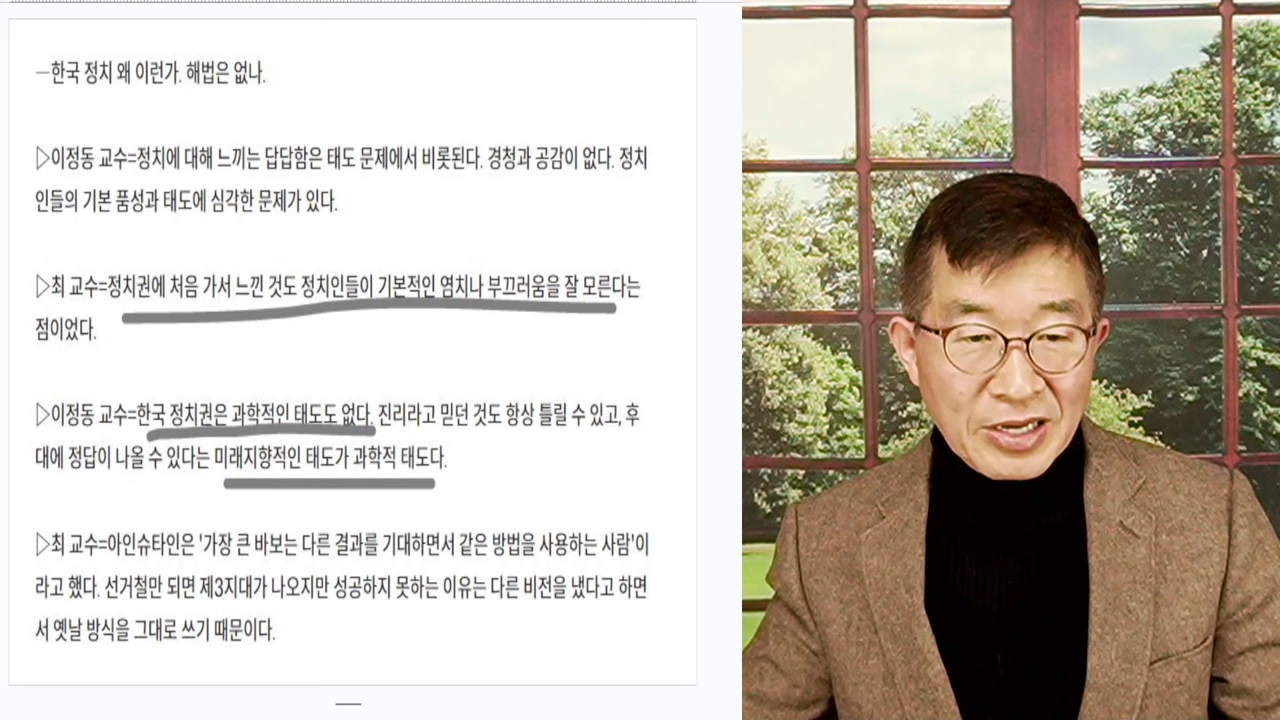 ―한국 정치 왜 이런가. 해법은 없나.
▷이정동 교수=정치에 대해 느끼는 답답함은 태도 문제에서 비롯된다. 경청과 공감이 없다. 정치
인들의 기본 품성과 태도에 심각한 문제가 있다.
▷최 교수=정치권에 처음 가서 느낀 것도 정치인들이 기본적인 염치나 부끄러움을 잘 모른다는
점이었다.
▷이정동 교수=한국 정치권은 과학적인 태도도 없다. 진리라고 믿던 것도 항상 틀릴 수 있고, 후
대에 정답이 나올 수 있다는 미래지향적인 태도가 과학적 태도다.
▷최 교수=아인슈타인은 '가장 큰 바보는 다른 결과를 기대하면서 같은 방법을 사용하는 사람'이
라고 했다. 선거철만 되면 제3지대가 나오지만 성공하지 못하는 이유는 다른 비전을 냈다고 하면
서 옛날 방식을 그대로 쓰기 때문이다.